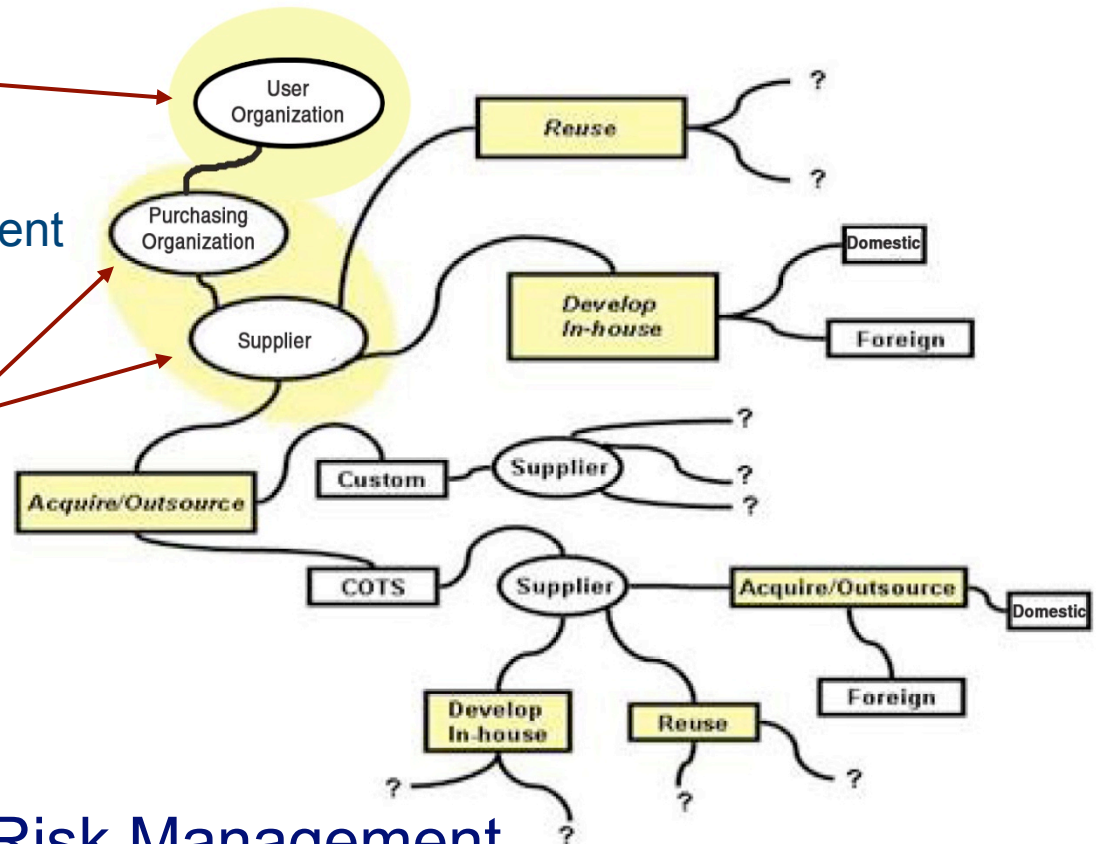 User
Organization
?
Reuse
?
Purchasing
Organization
ent
Domestic
Develop
In-house
Foreign
Supplier
?
Custom
Supplier
?
Acquire/Outsource
?
COTS
Supplier
Acquire/Outsource
Domestic
Foreign
Develop
In-house
Reuse
?
?
?
?
Risk Management